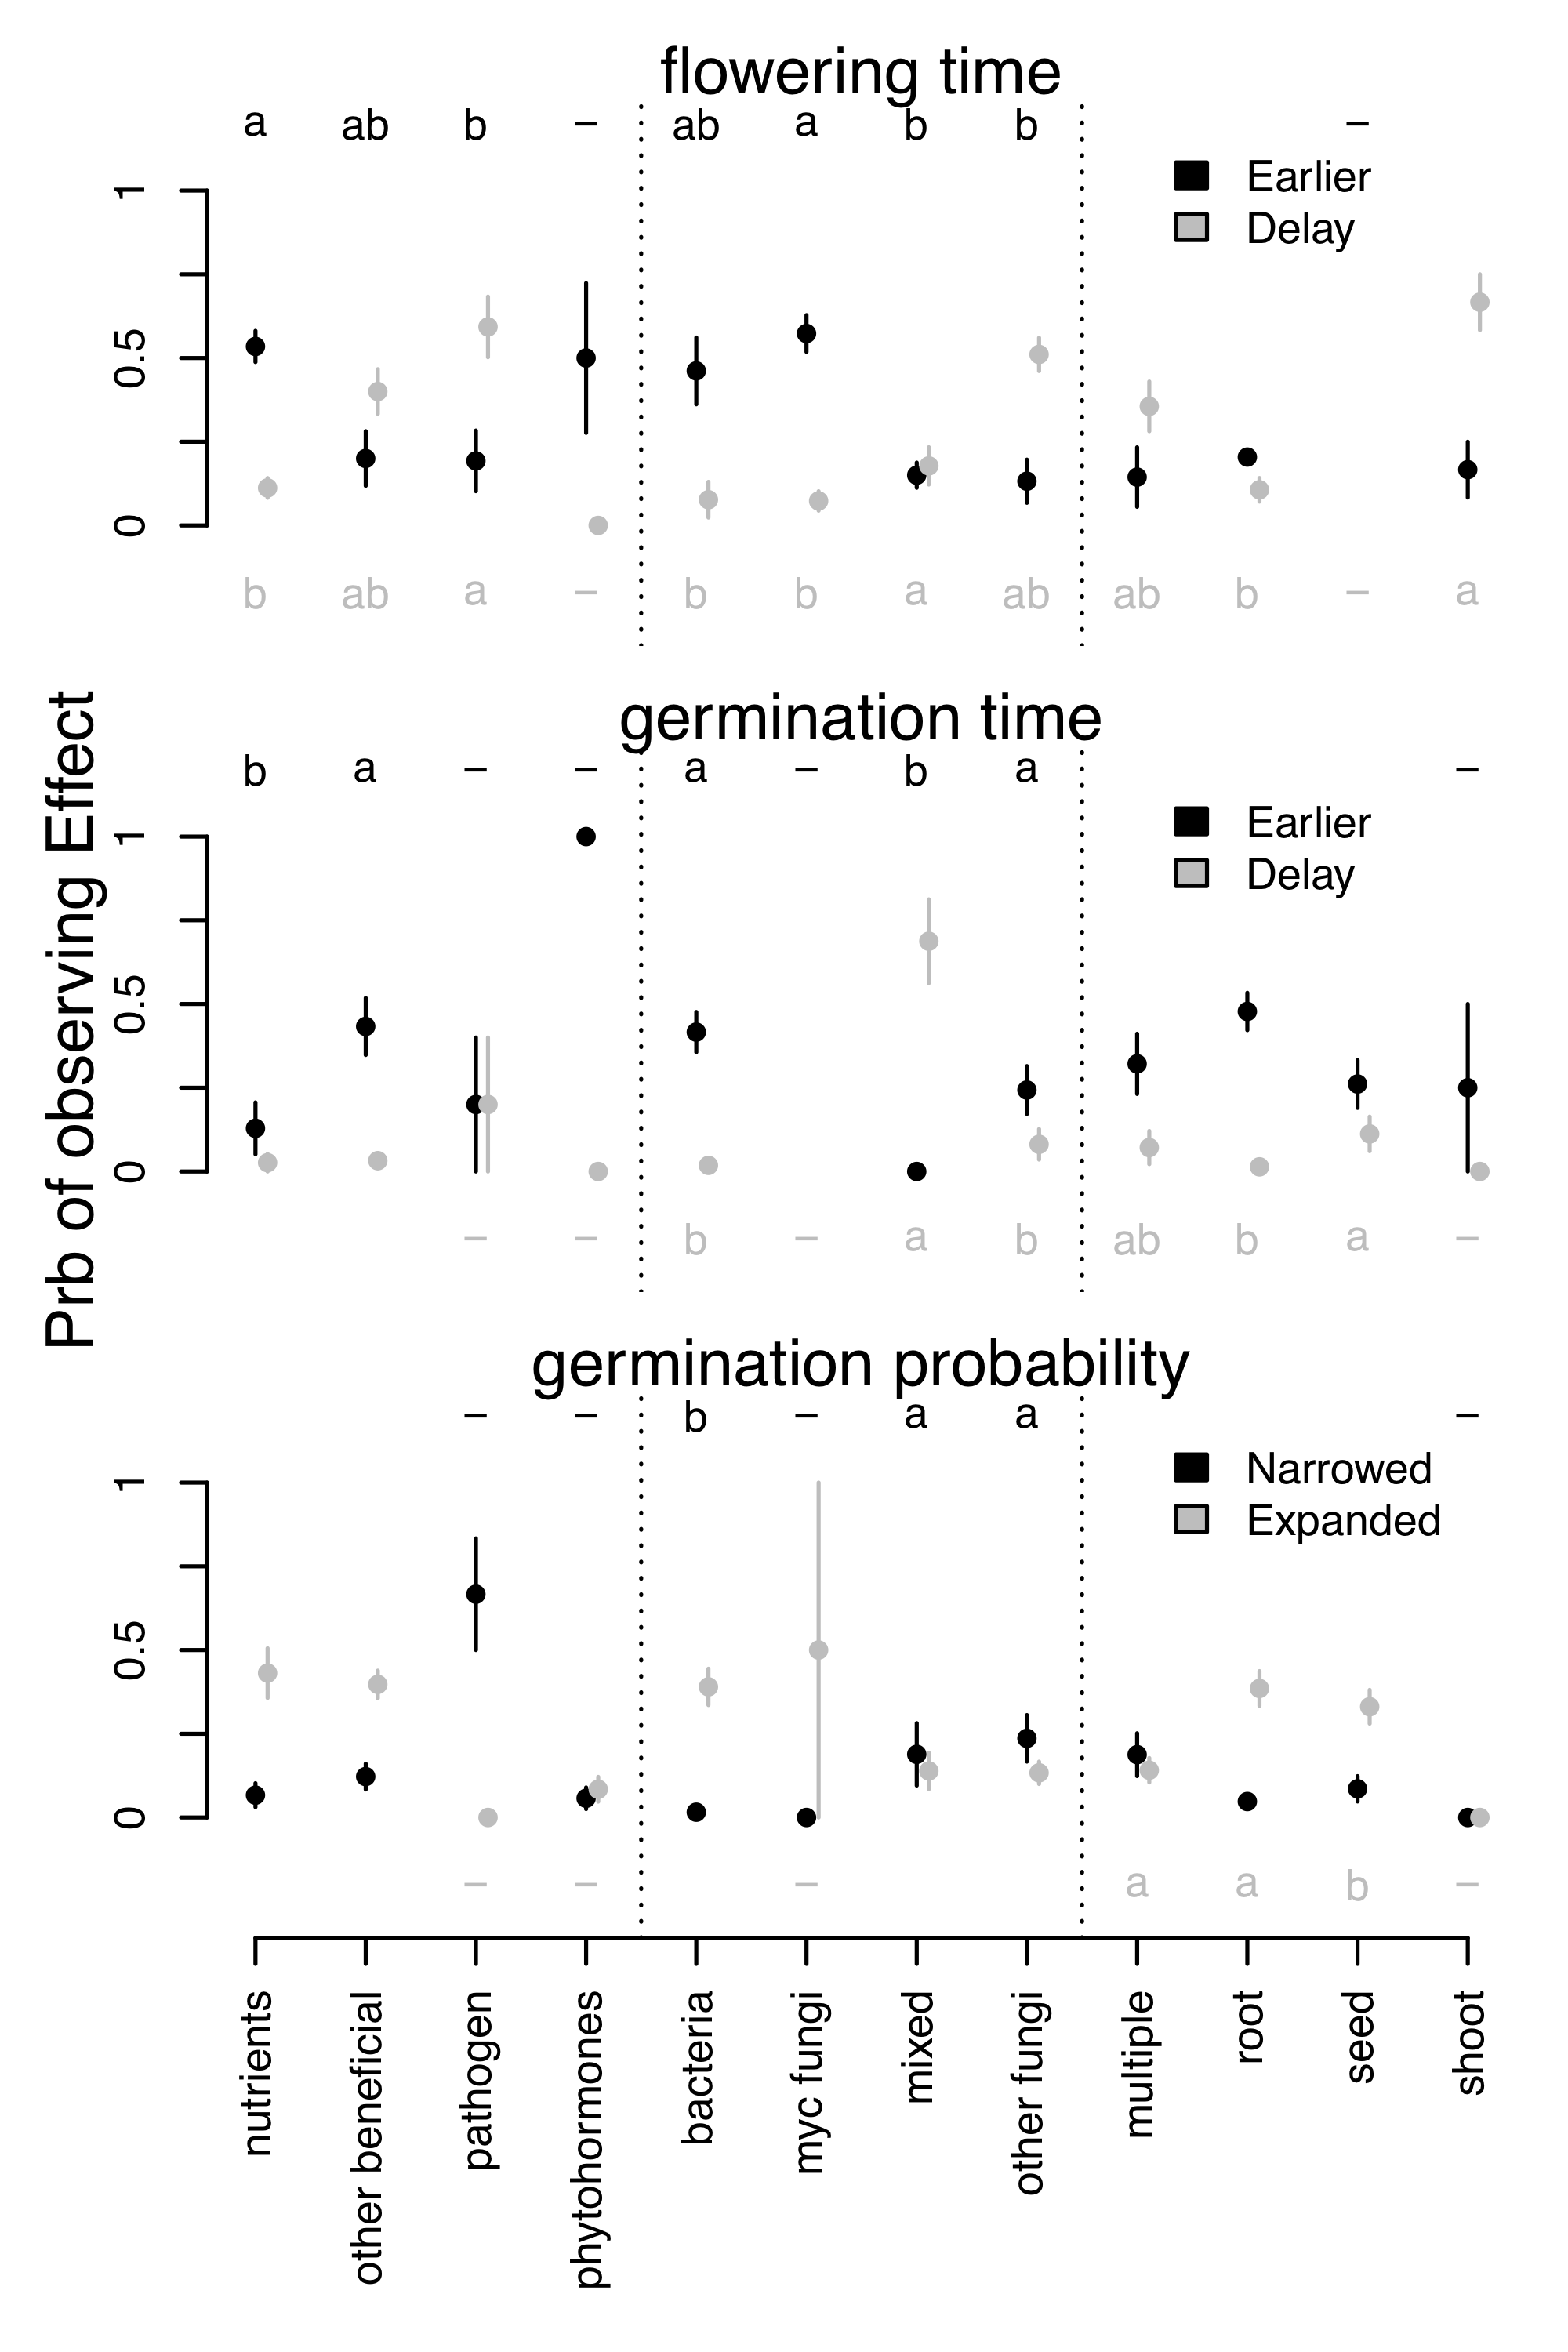 flowering time
a ab b – ab a b b –
Earlier
Delay
1
0.5
0
b ab a – b b a ab ab b – a
Prb of observing Effect
germination time
b a – – a – b a –
Earlier
Delay
1
0.5
0
– – b – a b ab b a –
germination probability
– – b – a a –
Narrowed
Expanded
1
0.5
0
– – – a a b –
nutrients
other beneficial
pathogen
phytohormones
bacteria
myc fungi
mixed
other fungi
multiple
root
seed
shoot